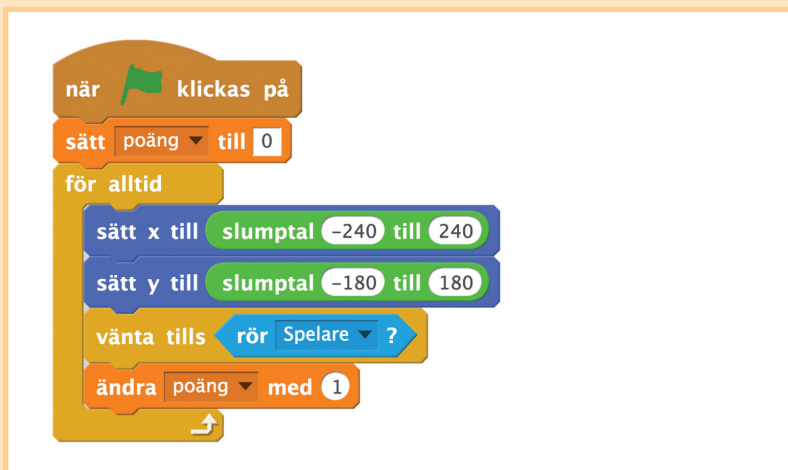 när klickas på
sätt poäng till 0
för alltid
sätt x till slumptal -240 till 240
sätt y till slumptal -180 till 180
vänta tills rör Spelare ?
ändra poäng med 1